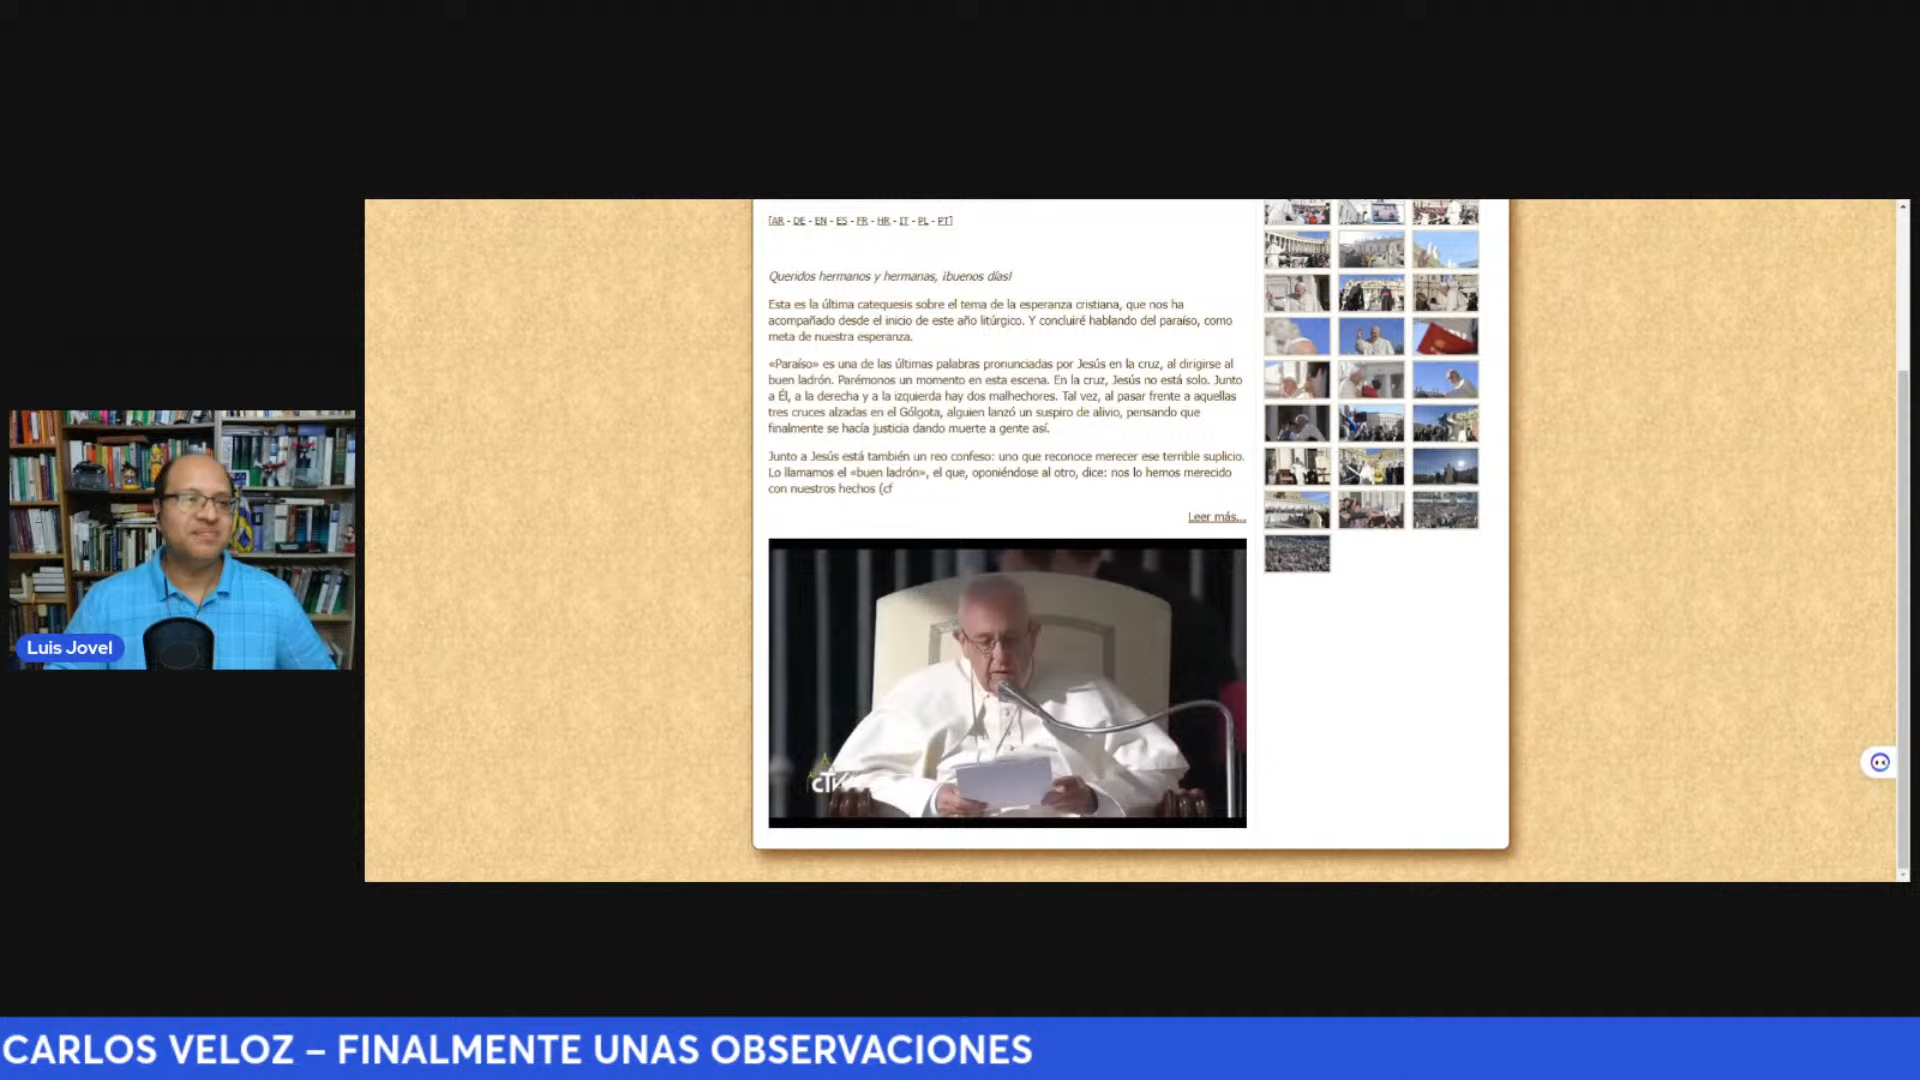 [AR - DE - EN - ES - FR - HR - IT - PL - PT]
Queridos hermanos y hermanas, ¡buenos días!
Esta es la última catequesis sobre el tema de la esperanza cristiana, que nos ha
acompañado desde el inicio de este año litúrgico. Y concluiré hablando del paraíso, como
meta de nuestra esperanza.
«Paraíso» es una de las últimas palabras pronunciadas por Jesús en la cruz, al dirigirse al
buen ladrón. Parémonos un momento en esta escena. En la cruz, Jesús no está solo. Junto
a Él, a la derecha y a la izquierda hay dos malhechores. Tal vez, al pasar frente a aquellas
tres cruces alzadas en el Gólgota, alguien lanzó un suspiro de alivio, pensando que
finalmente se hacía justicia dando muerte a gente así.
Junto a Jesús está también un reo confeso: uno que reconoce merecer ese terrible suplicio.
Lo llamamos el «buen ladrón», el que, oponiéndose al otro, dice: nos lo hemos merecido
con nuestros hechos (cf
Leer más...
Luis Jovel
CARLOS VELOZ – FINALMENTE UNAS OBSERVACIONES